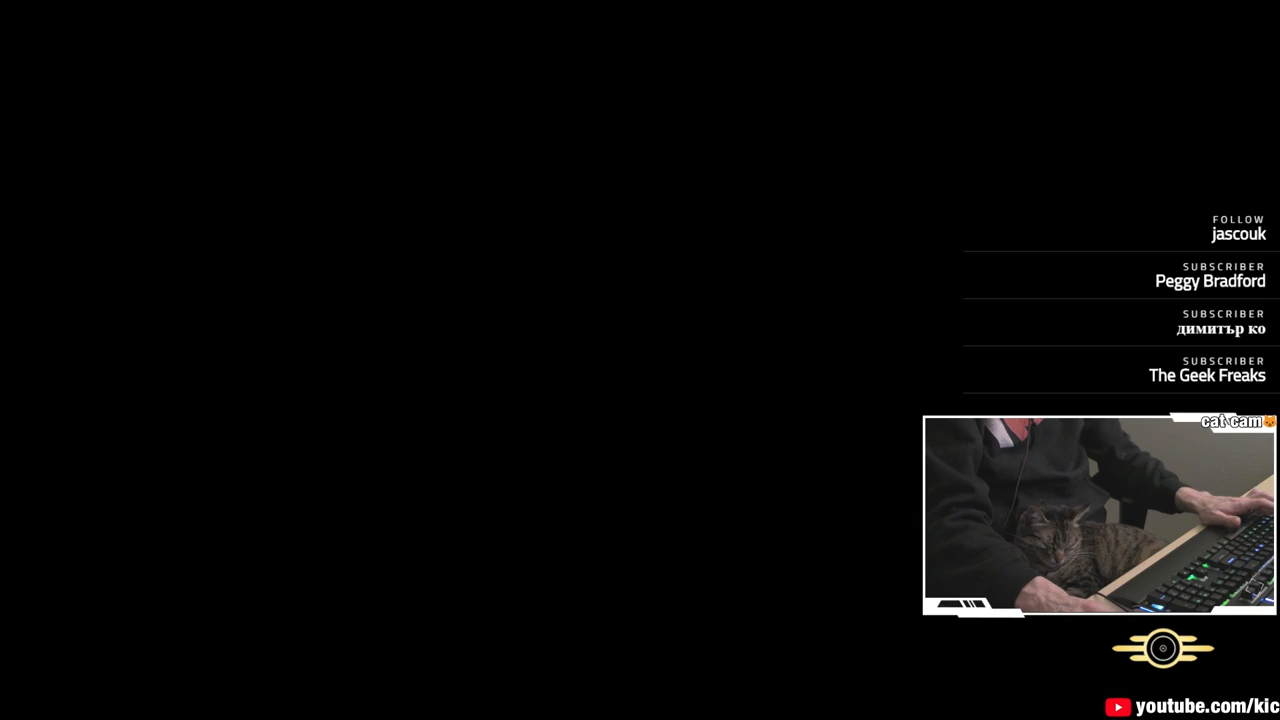 FOLLOW
jascouk
SUBSCRIBER
Peggy Bradford
SUBSCRIBER
димитър ко
SUBSCRIBER
The Geek Freaks
cat cam
youtube.com/kic